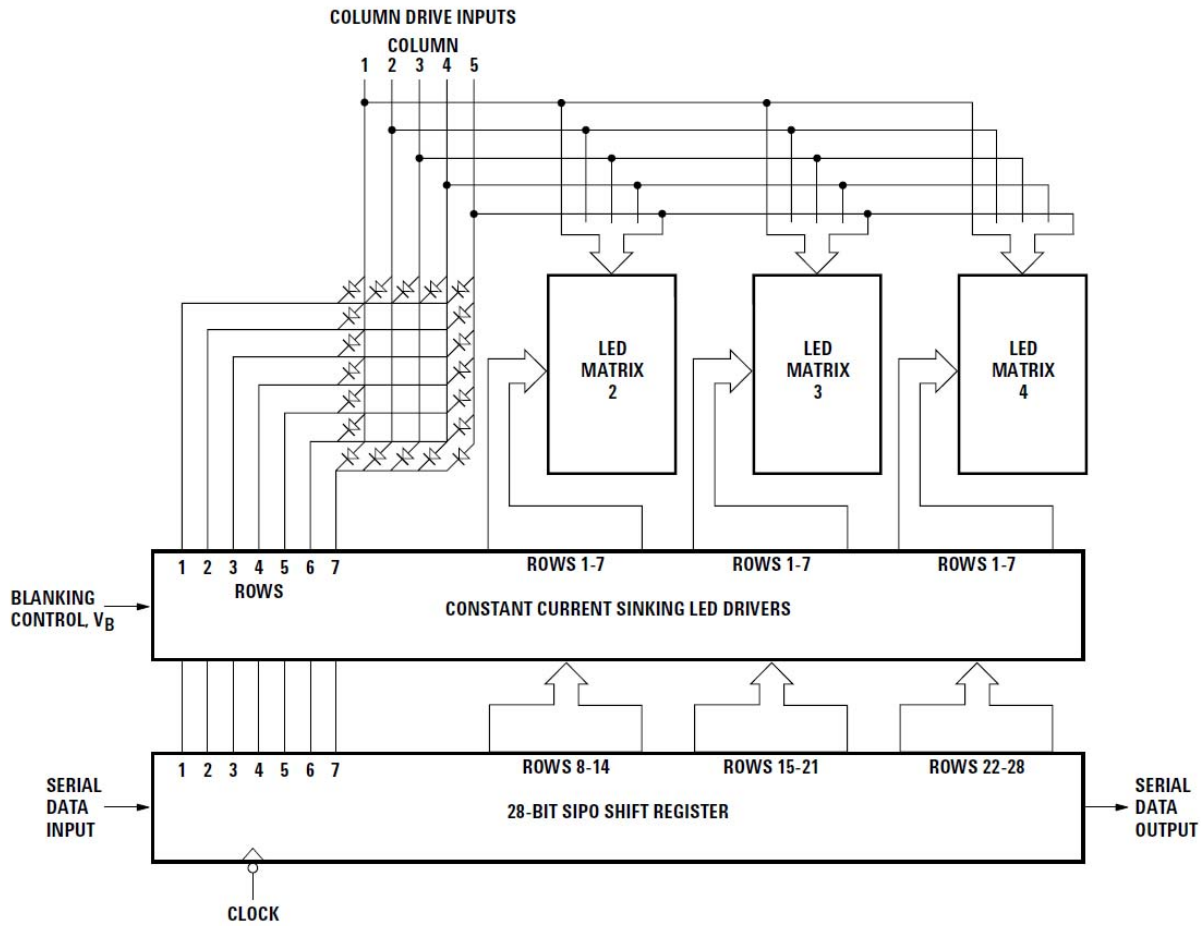 COLUMN DRIVE INPUTS
COLUMN
1 2 3 4 5
LED
MATRIX
2
LED
MATRIX
3
LED
MATRIX
4
1 2 3 4 5 6 7
ROWS
ROWS 1-7
ROWS 1-7
ROWS 1-7
BLANKING
CONTROL, VB
CONSTANT CURRENT SINKING LED DRIVERS
1 2 3 4 5 6 7
ROWS 8-14
ROWS 15-21
ROWS 22-28
SERIAL
DATA
INPUT
28-BIT SIPO SHIFT REGISTER
SERIAL
DATA
OUTPUT
CLOCK